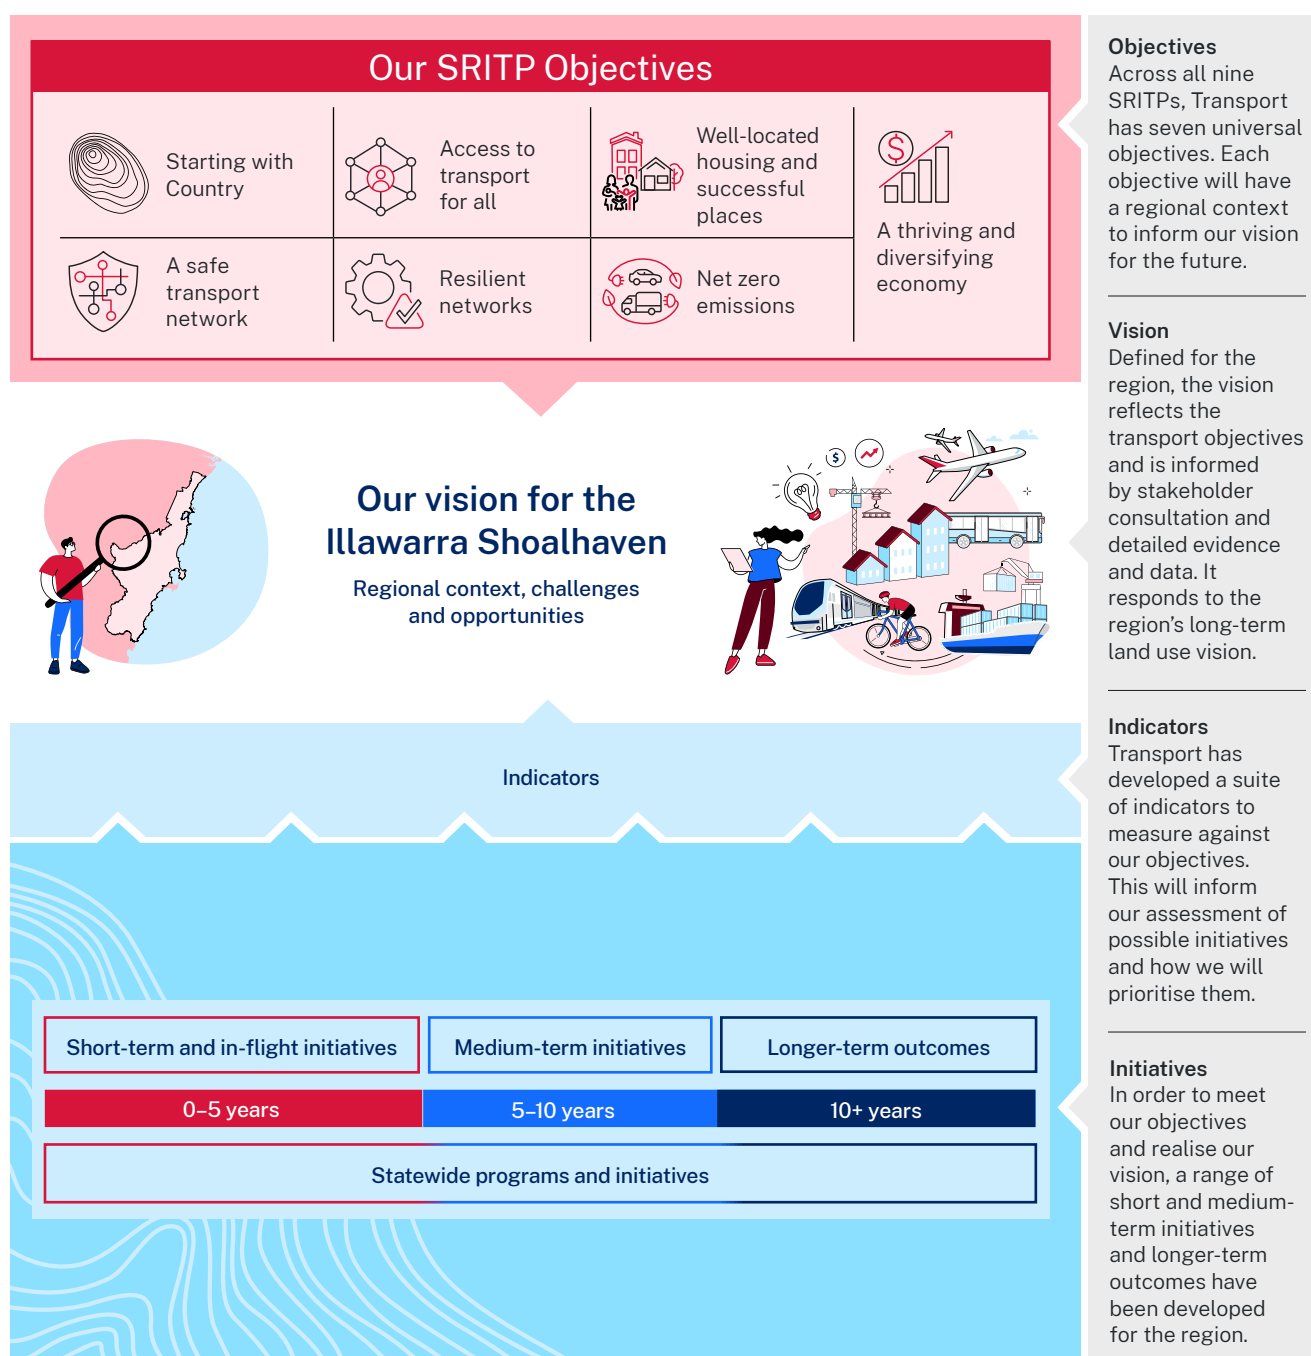 Our SRITP Objectives
Starting with
Country
Access to
transport
for all
Well-located
housing and
successful
places
A thriving and
diversifying
economy
A safe
transport
network
Resilient
networks
Net zero
emissions
$
Our vision for the
Illawarra Shoalhaven
Regional context, challenges
and opportunities
$
Indicators
Short-term and in-flight initiatives
Medium-term initiatives
Longer-term outcomes
0–5 years
5–10 years
10+ years
Statewide programs and initiatives
Objectives
Across all nine
SRITPs, Transport
has seven universal
objectives. Each
objective will have
a regional context
to inform our vision
for the future.
Vision
Defined for the
region, the vision
reflects the
transport objectives
and is informed
by stakeholder
consultation and
detailed evidence
and data. It
responds to the
region’s long-term
land use vision.
Indicators
Transport has
developed a suite
of indicators to
measure against
our objectives.
This will inform
our assessment of
possible initiatives
and how we will
prioritise them.
Initiatives
In order to meet
our objectives
and realise our
vision, a range of
short and medium-
term initiatives
and longer-term
outcomes have
been developed
for the region.